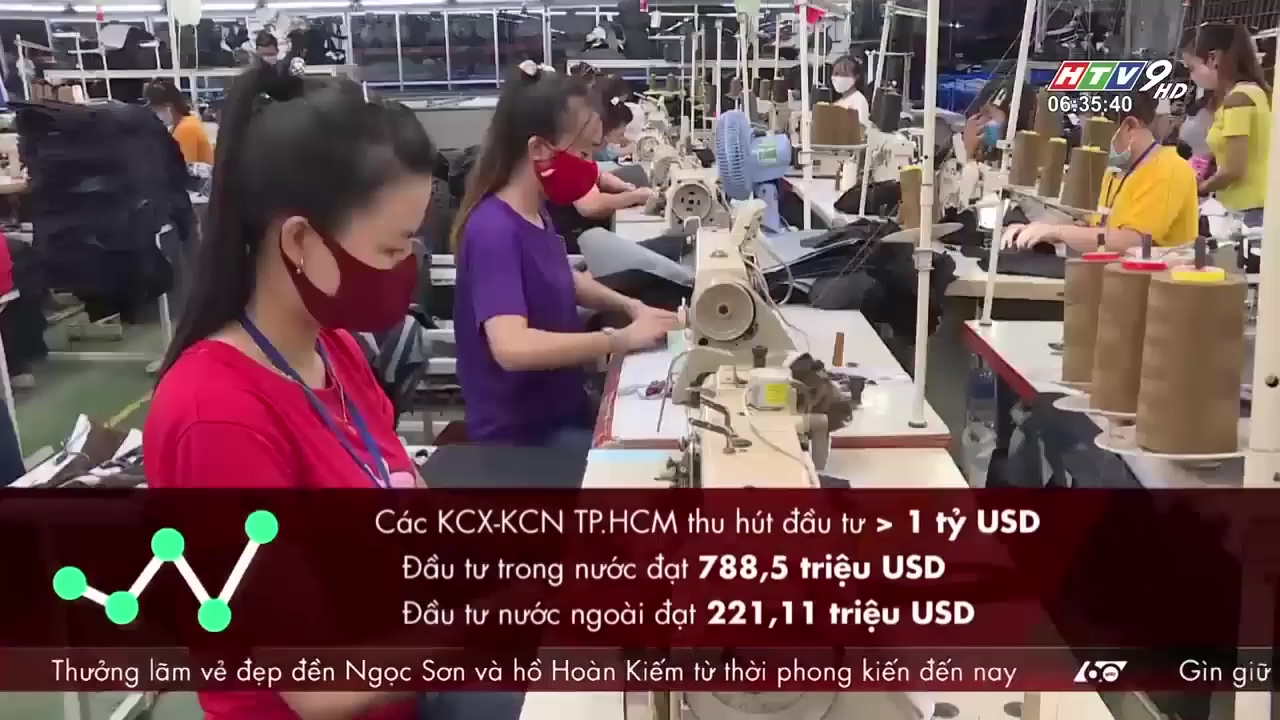 HTV9 HD
06:35:40
Các KCX-KCN TP.HCM thu hút đầu tư > 1 tỷ USD
Đầu tư trong nước đạt 788,5 triệu USD
Đầu tư nước ngoài đạt 221,11 triệu USD
Thưởng lãm vẻ đẹp đền Ngọc Sơn và hồ Hoàn Kiếm từ thời phong kiến đến nay 60 Gìn giữ